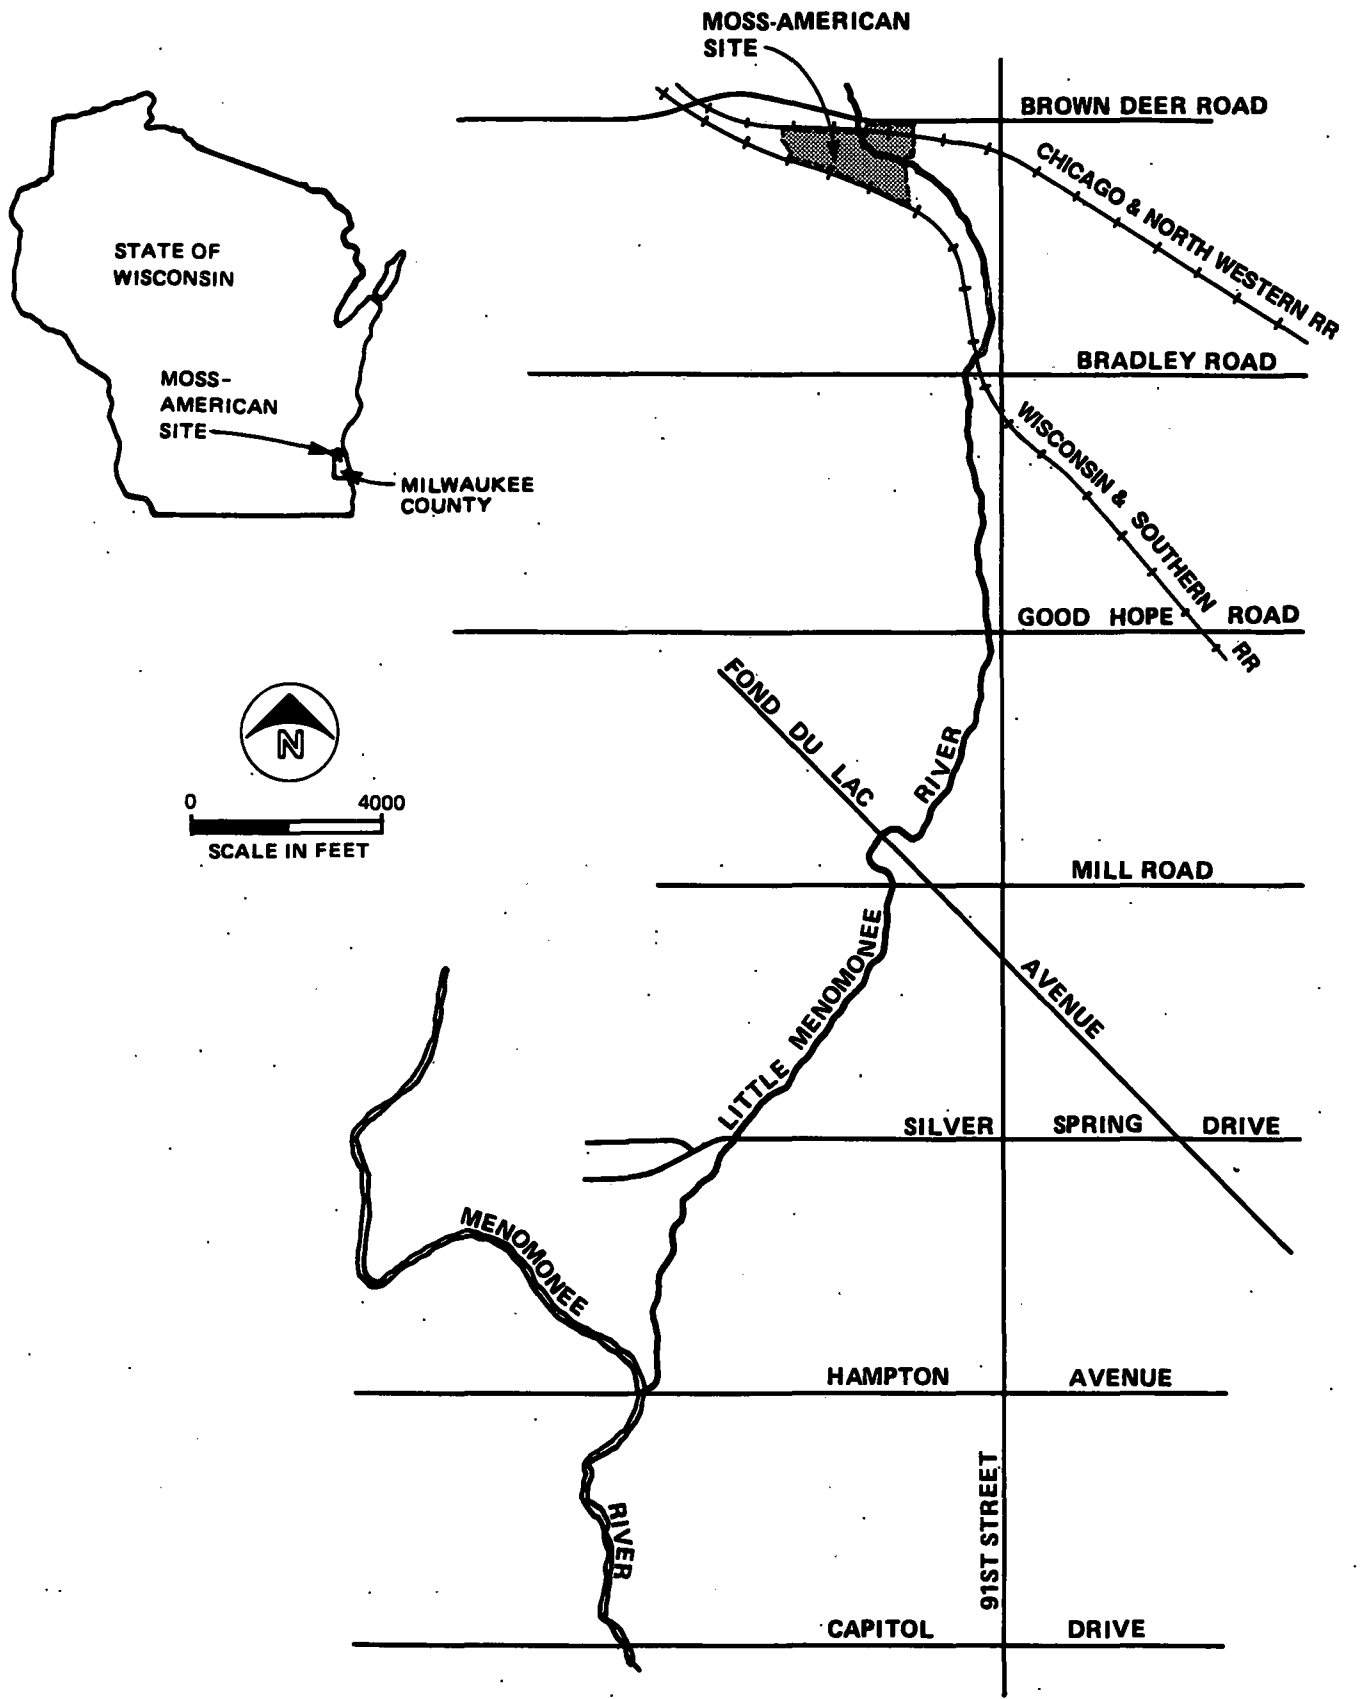 MOSS-AMERICAN
SITE
BROWN DEER ROAD
CHICAGO & NORTH WESTERN RR
STATE OF
WISCONSIN
BRADLEY ROAD
MOSS-
AMERICAN
SITE
WISCONSIN & SOUTHERN RR
MILWAUKEE
COUNTY
GOOD HOPE ROAD
FOND DU LAC AVENUE
N
0 4000
SCALE IN FEET
MILL ROAD
LITTLE MENOMONEE RIVER
SILVER SPRING DRIVE
MENOMONEE RIVER
HAMPTON AVENUE
91ST STREET
CAPITOL DRIVE